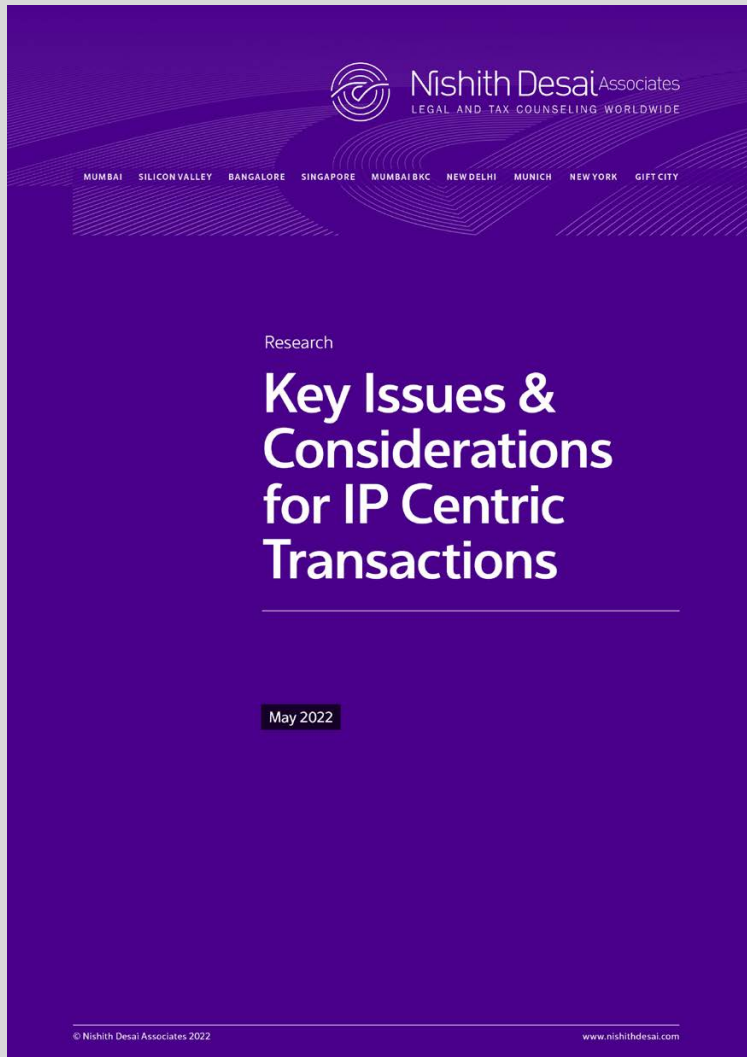 Nishith Desai Associates
LEGAL AND TAX COUNSELING WORLDWIDE
MUMBAI SILICON VALLEY BANGALORE SINGAPORE MUMBAI BKC NEW DELHI MUNICH NEW YORK GIFT CITY
Research
Key Issues &
Considerations
for IP Centric
Transactions
May 2022
© Nishith Desai Associates 2022 www.nishithdesai.com